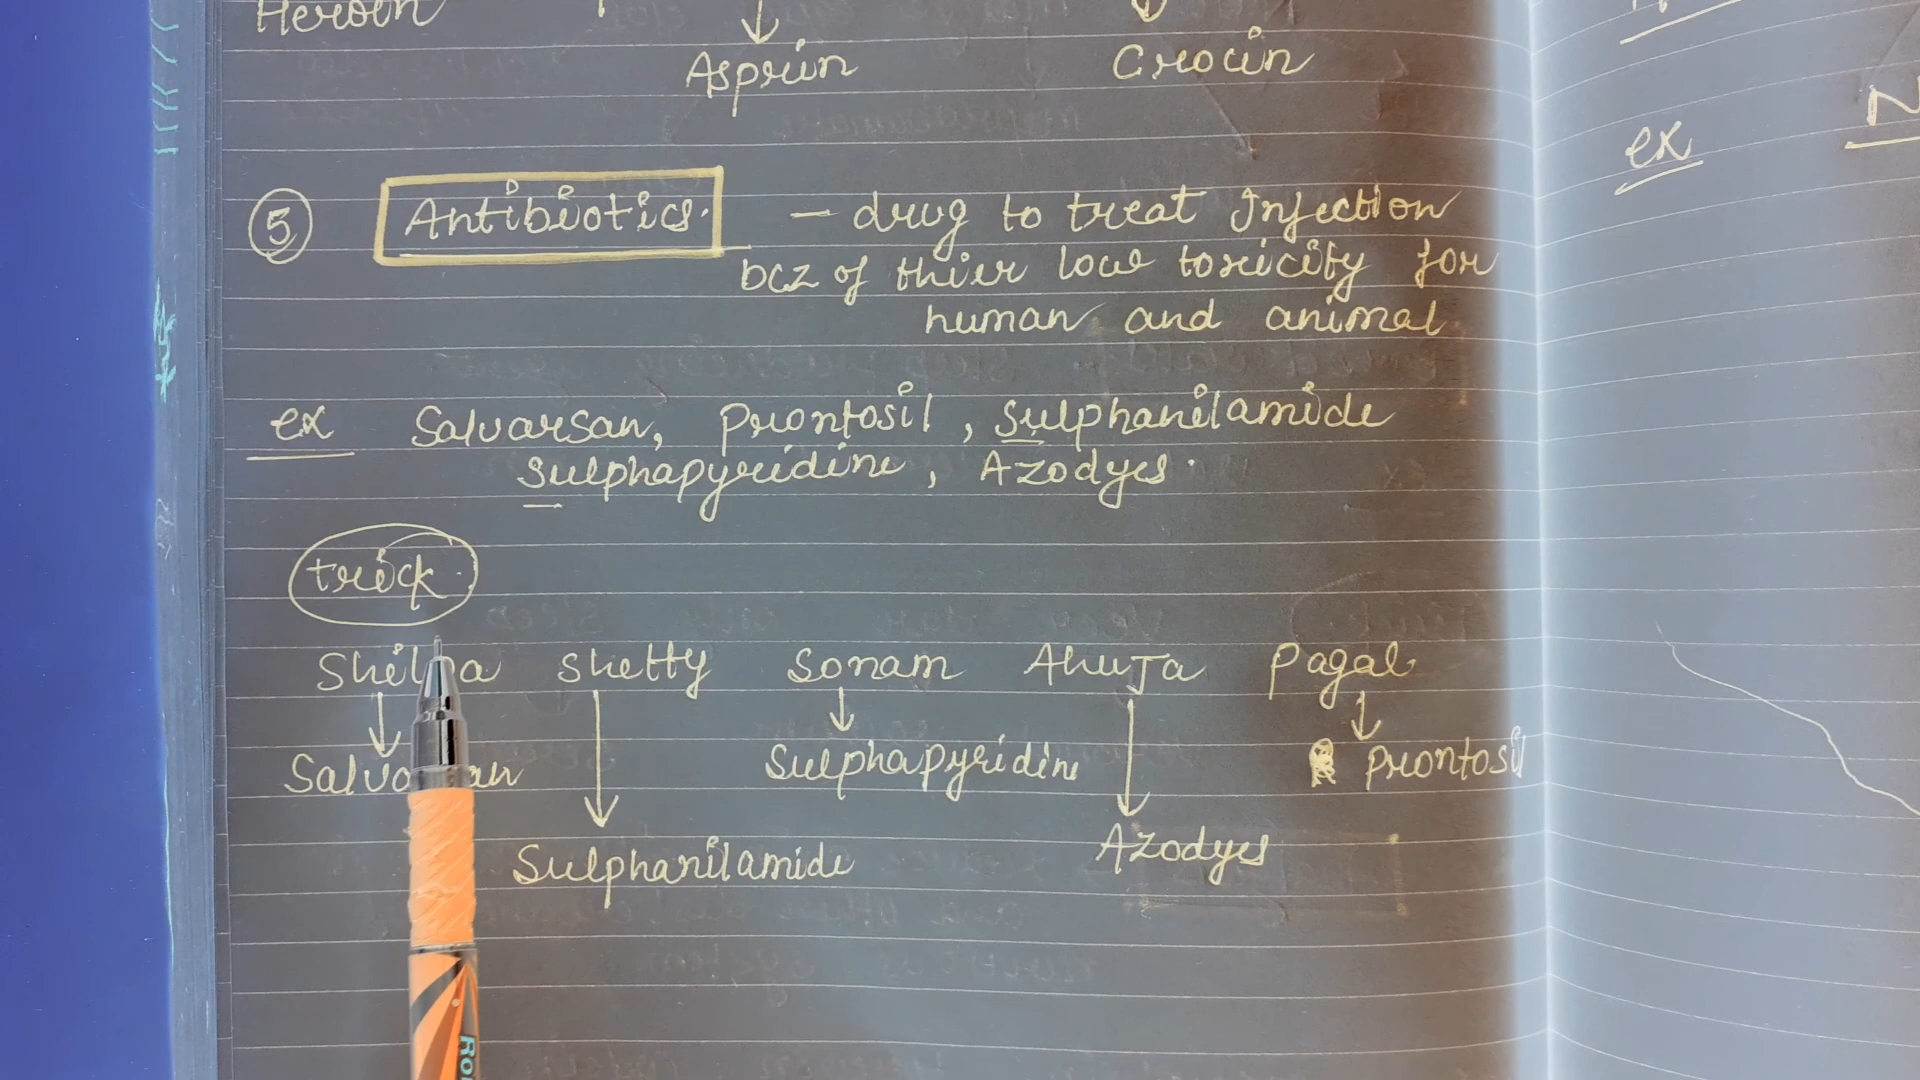 Heroin
Asprin
Crocin
5 Antibiotics. – drug to treat Infection
bcz of thier low toxicity for
human and animal
ex Salvarsan, Prontosil, Sulphanilamide
Sulphapyridine, Azodyes.
trick.
Shilpa Shetty Sonam Ahuja Pagal
Salvarsan Sulphapyridine Prontosil
Sulphanilamide Azodyes
ex
N